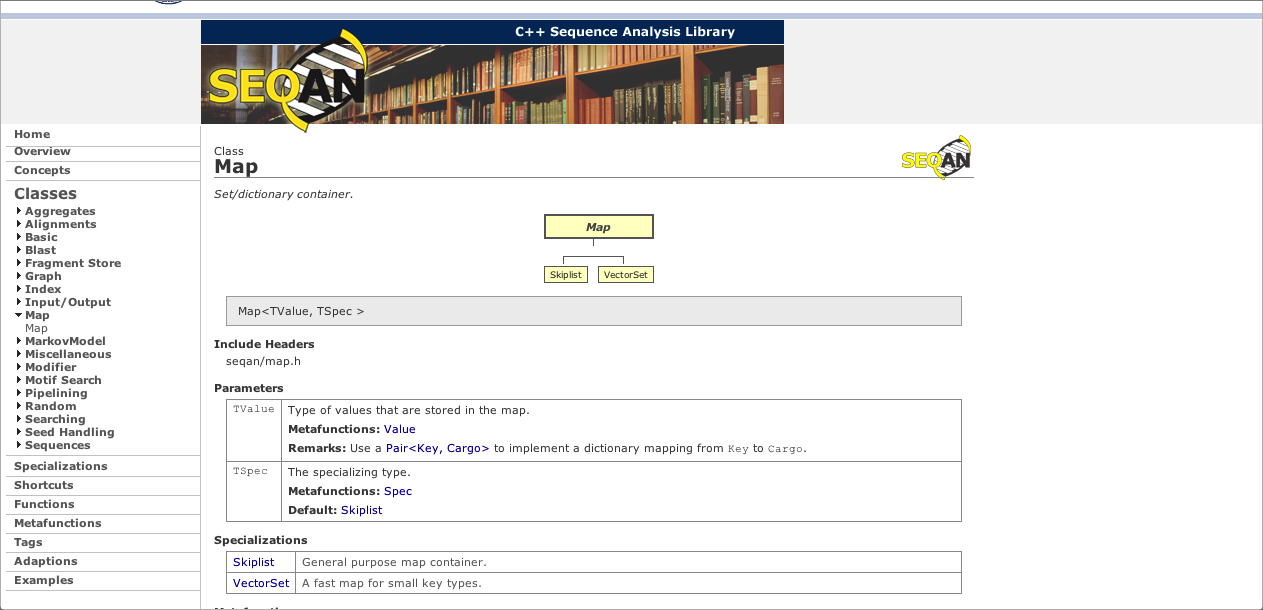 C++ Sequence Analysis Library
SEQAN
Home
Overview
Concepts
Classes
Aggregates
Alignments
Basic
Blast
Fragment Store
Graph
Index
Input/Output
Map
Map
MarkovModel
Miscellaneous
Modifier
Motif Search
Pipelining
Random
Searching
Seed Handling
Sequences
Specializations
Shortcuts
Functions
Metafunctions
Tags
Adaptions
Examples
Class
Map
SEQAN
Set/dictionary container.
Map
Skiplist VectorSet
Map<TValue, TSpec >
Include Headers
seqan/map.h
Parameters
TValue Type of values that are stored in the map.
Metafunctions: Value
Remarks: Use a Pair<Key, Cargo> to implement a dictionary mapping from Key to Cargo.
TSpec The specializing type.
Metafunctions: Spec
Default: Skiplist
Specializations
Skiplist General purpose map container.
VectorSet A fast map for small key types.